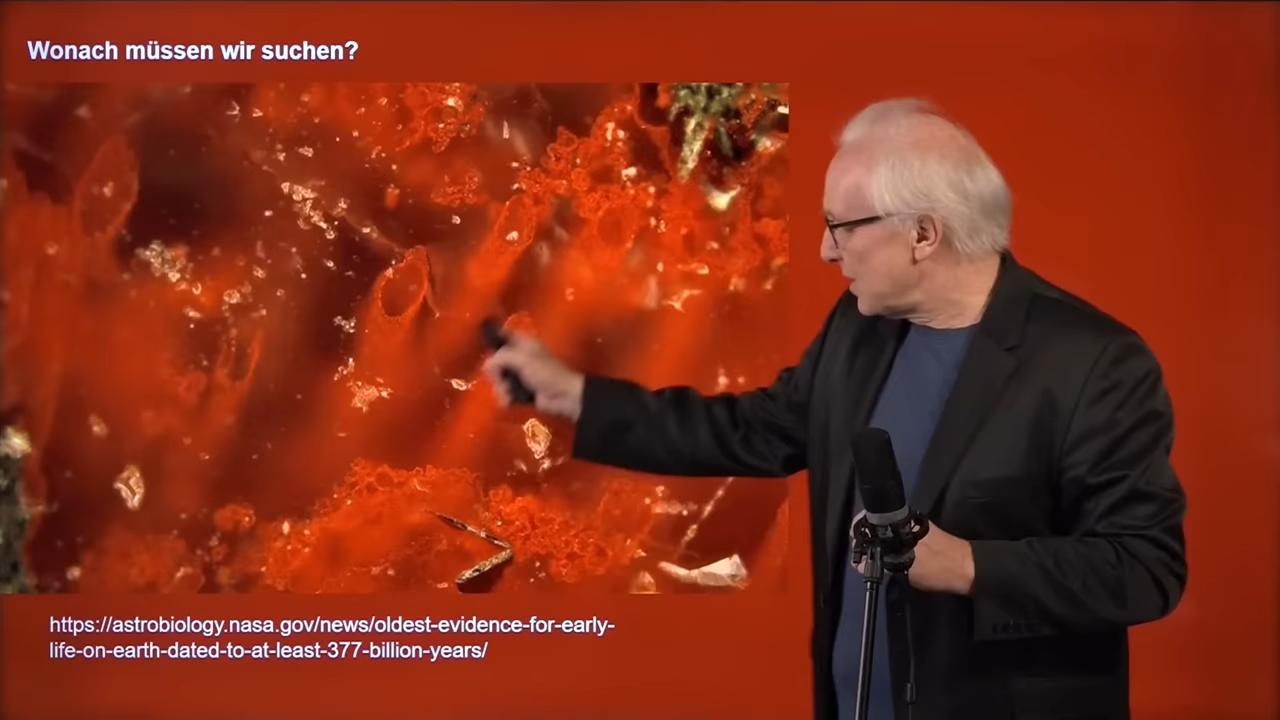 Wonach müssen wir suchen?
https://astrobiology.nasa.gov/news/oldest-evidence-for-early-
life-on-earth-dated-to-at-least-377-billion-years/